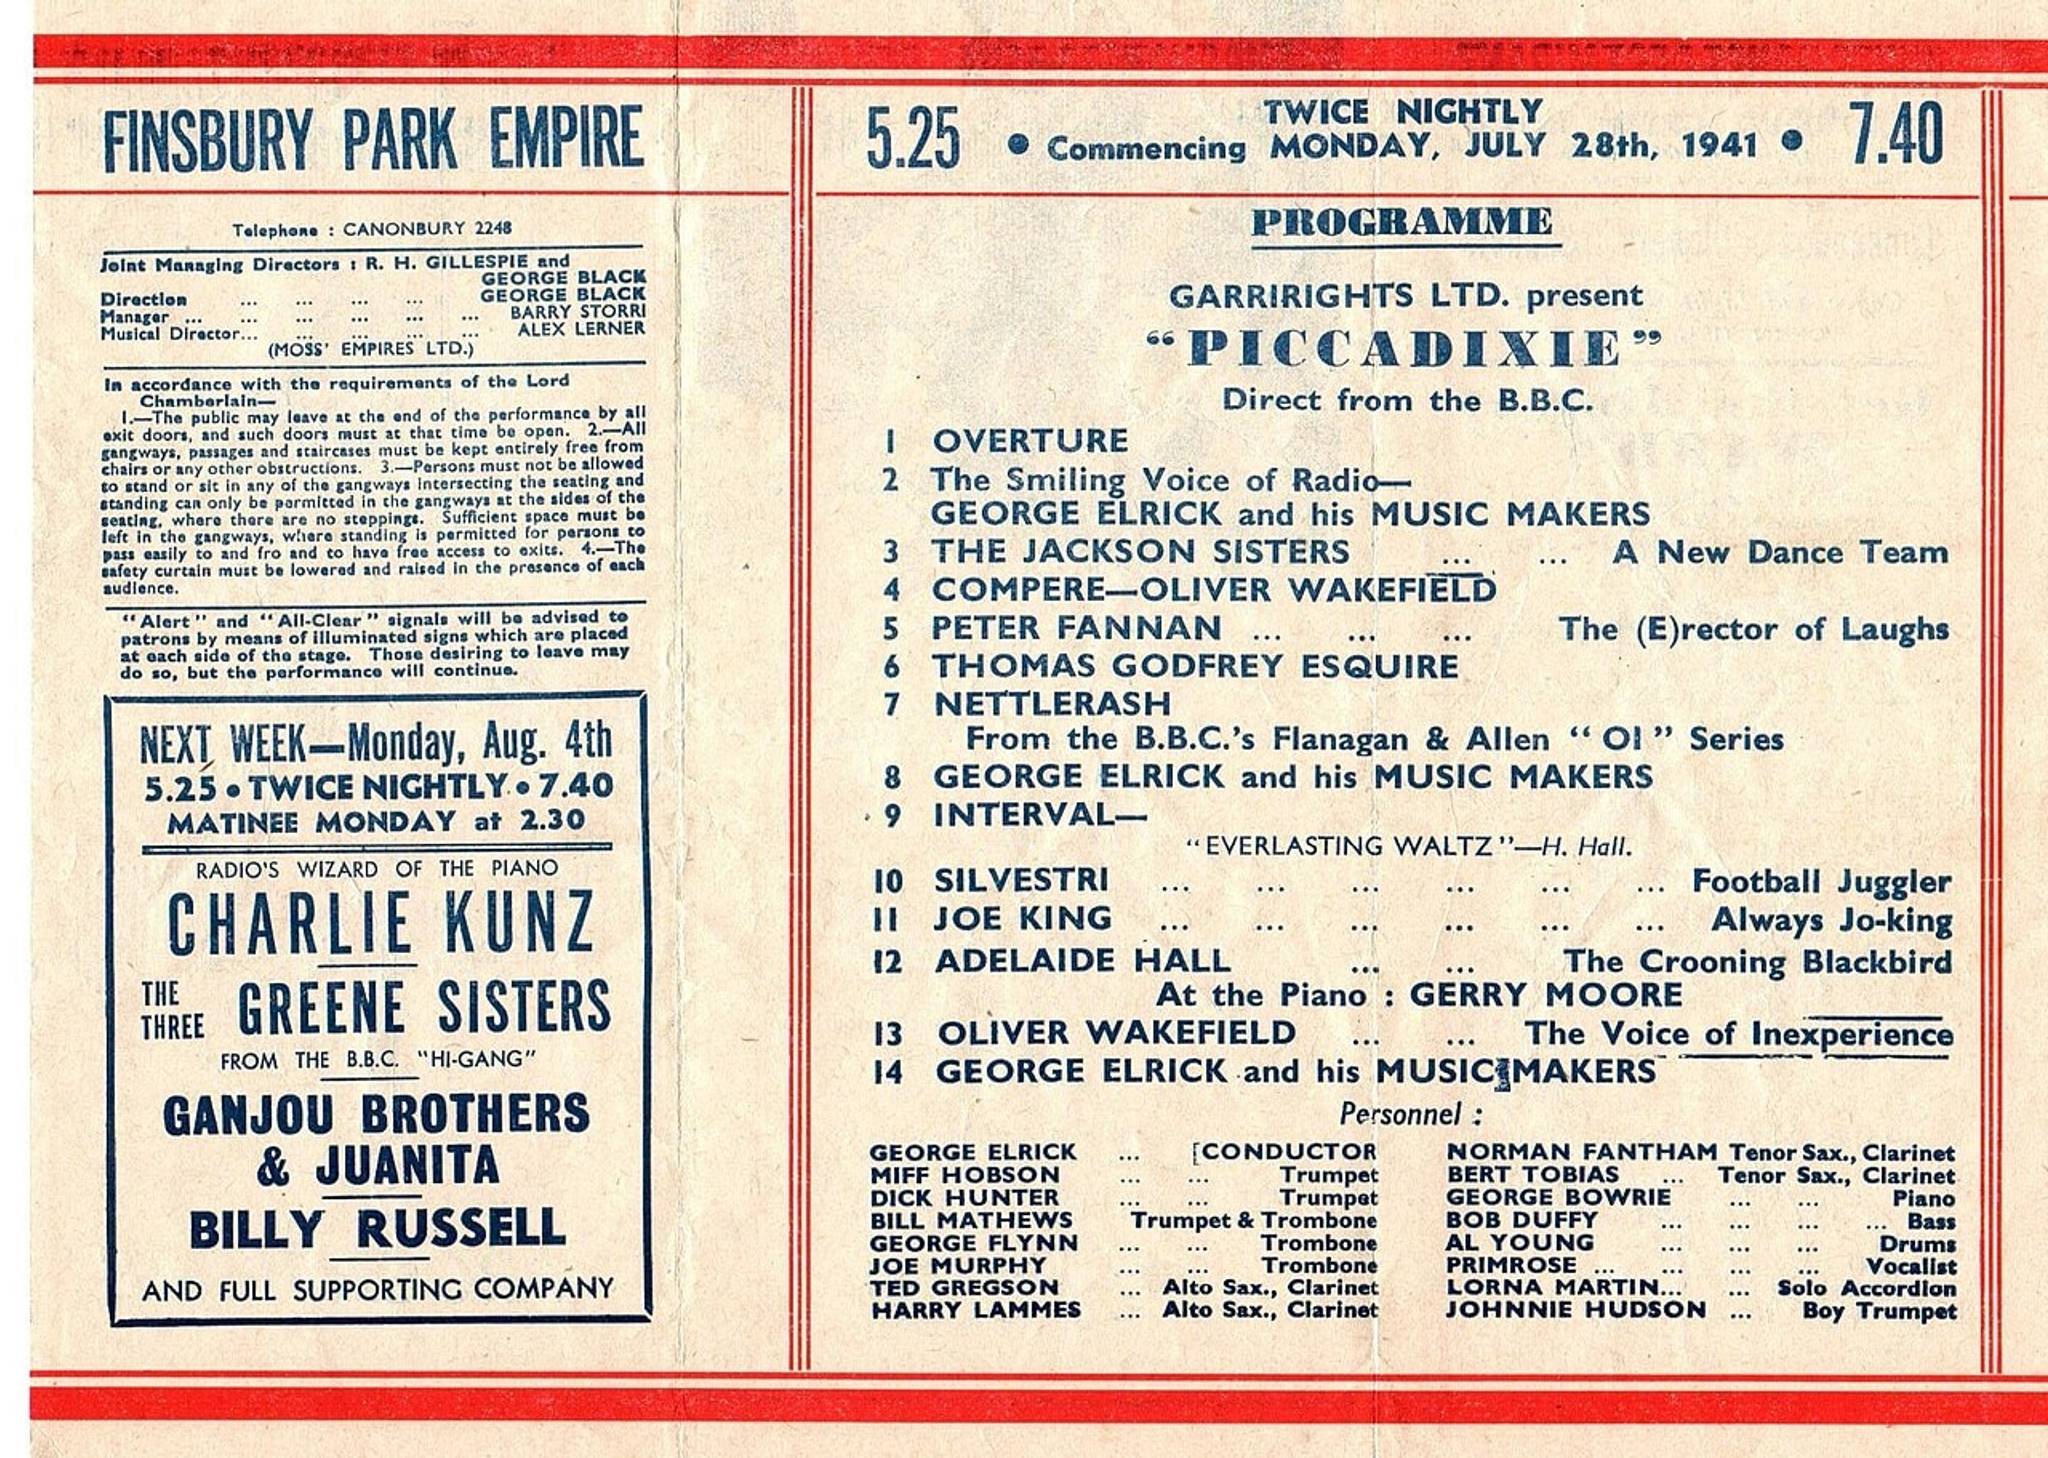 FINSBURY PARK EMPIRE
Telephone : CANONBURY 2248
Joint Managing Directors : R. H. GILLESPIE and
GEORGE BLACK
Direction ... ... ... ... GEORGE BLACK
Manager ... ... ... ... ... ... BARRY STORRI
Musical Director... ... ... ... ... ALEX LERNER
(MOSS' EMPIRES LTD.)
In accordance with the requirements of the Lord
Chamberlain—
1.—The public may leave at the end of the performance by all
exit doors, and such doors must at that time be open. 2.—All
gangways, passages and staircases must be kept entirely free from
chairs or any other obstructions. 3.—Persons must not be allowed
to stand or sit in any of the gangways intersecting the seating and
standing can only be permitted in the gangways at the sides of the
seating, where there are no steppings. Sufficient space must be
left in the gangways, where standing is permitted for persons to
pass easily to and fro and to have free access to exits. 4.—The
safety curtain must be lowered and raised in the presence of each
audience.
"Alert" and "All-Clear" signals will be advised to
patrons by means of illuminated signs which are placed
at each side of the stage. Those desiring to leave may
do so, but the performance will continue.
NEXT WEEK—Monday, Aug. 4th
5.25 • TWICE NIGHTLY • 7.40
MATINEE MONDAY at 2.30
RADIO'S WIZARD OF THE PIANO
CHARLIE KUNZ
THE THREE GREENE SISTERS
FROM THE B.B.C. "HI-GANG"
GANJOU BROTHERS
& JUANITA
BILLY RUSSELL
AND FULL SUPPORTING COMPANY
TWICE NIGHTLY
5.25 • Commencing MONDAY, JULY 28th, 1941 • 7.40
PROGRAMME
GARRIRIGHTS LTD. present
"PICCADIXIE"
Direct from the B.B.C.
1 OVERTURE
2 The Smiling Voice of Radio—
GEORGE ELRICK and his MUSIC MAKERS
3 THE JACKSON SISTERS ... ... A New Dance Team
4 COMPERE—OLIVER WAKEFIELD
5 PETER FANNAN ... ... ... The (E)rector of Laughs
6 THOMAS GODFREY ESQUIRE
7 NETTLERASH
From the B.B.C.'s Flanagan & Allen "OI" Series
8 GEORGE ELRICK and his MUSIC MAKERS
9 INTERVAL—
"EVERLASTING WALTZ"—H. Hall.
10 SILVESTRI ... ... ... ... ... ... Football Juggler
11 JOE KING ... ... ... ... ... ... Always Jo-king
12 ADELAIDE HALL ... ... The Crooning Blackbird
At the Piano : GERRY MOORE
13 OLIVER WAKEFIELD ... ... The Voice of Inexperience
14 GEORGE ELRICK and his MUSIC MAKERS
Personnel :
GEORGE ELRICK ... [CONDUCTOR
MIFF HOBSON ... ... Trumpet
DICK HUNTER ... ... Trumpet
BILL MATHEWS Trumpet & Trombone
GEORGE FLYNN ... ... Trombone
JOE MURPHY ... ... Trombone
TED GREGSON ... Alto Sax., Clarinet
HARRY LAMMES ... Alto Sax., Clarinet
NORMAN FANTHAM Tenor Sax., Clarinet
BERT TOBIAS ... Tenor Sax., Clarinet
GEORGE BOWRIE ... ... Piano
BOB DUFFY ... ... ... ... Bass
AL YOUNG ... ... ... Drums
PRIMROSE ... ... ... ... Vocalist
LORNA MARTIN... ... Solo Accordion
JOHNNIE HUDSON ... Boy Trumpet